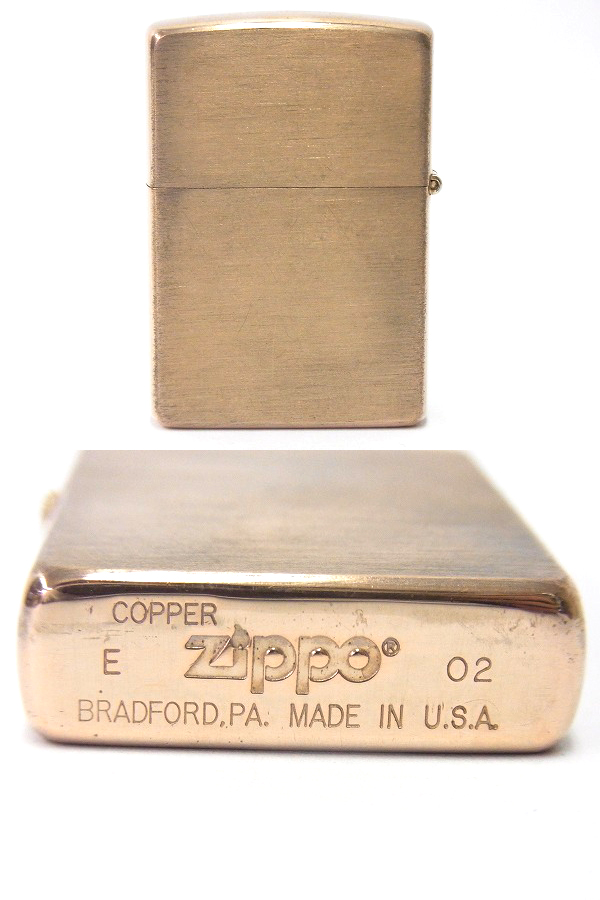 COPPER
E Zippo® 02
BRADFORD,PA. MADE IN U.S.A.